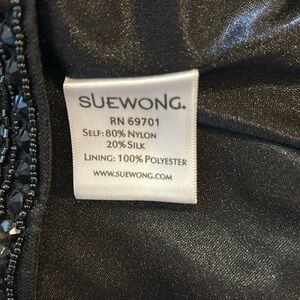 SUEWONG.
RN 69701
SELF: 80% NYLON
20% SILK
LINING: 100% POLYESTER
WWW.SUEWONG.COM